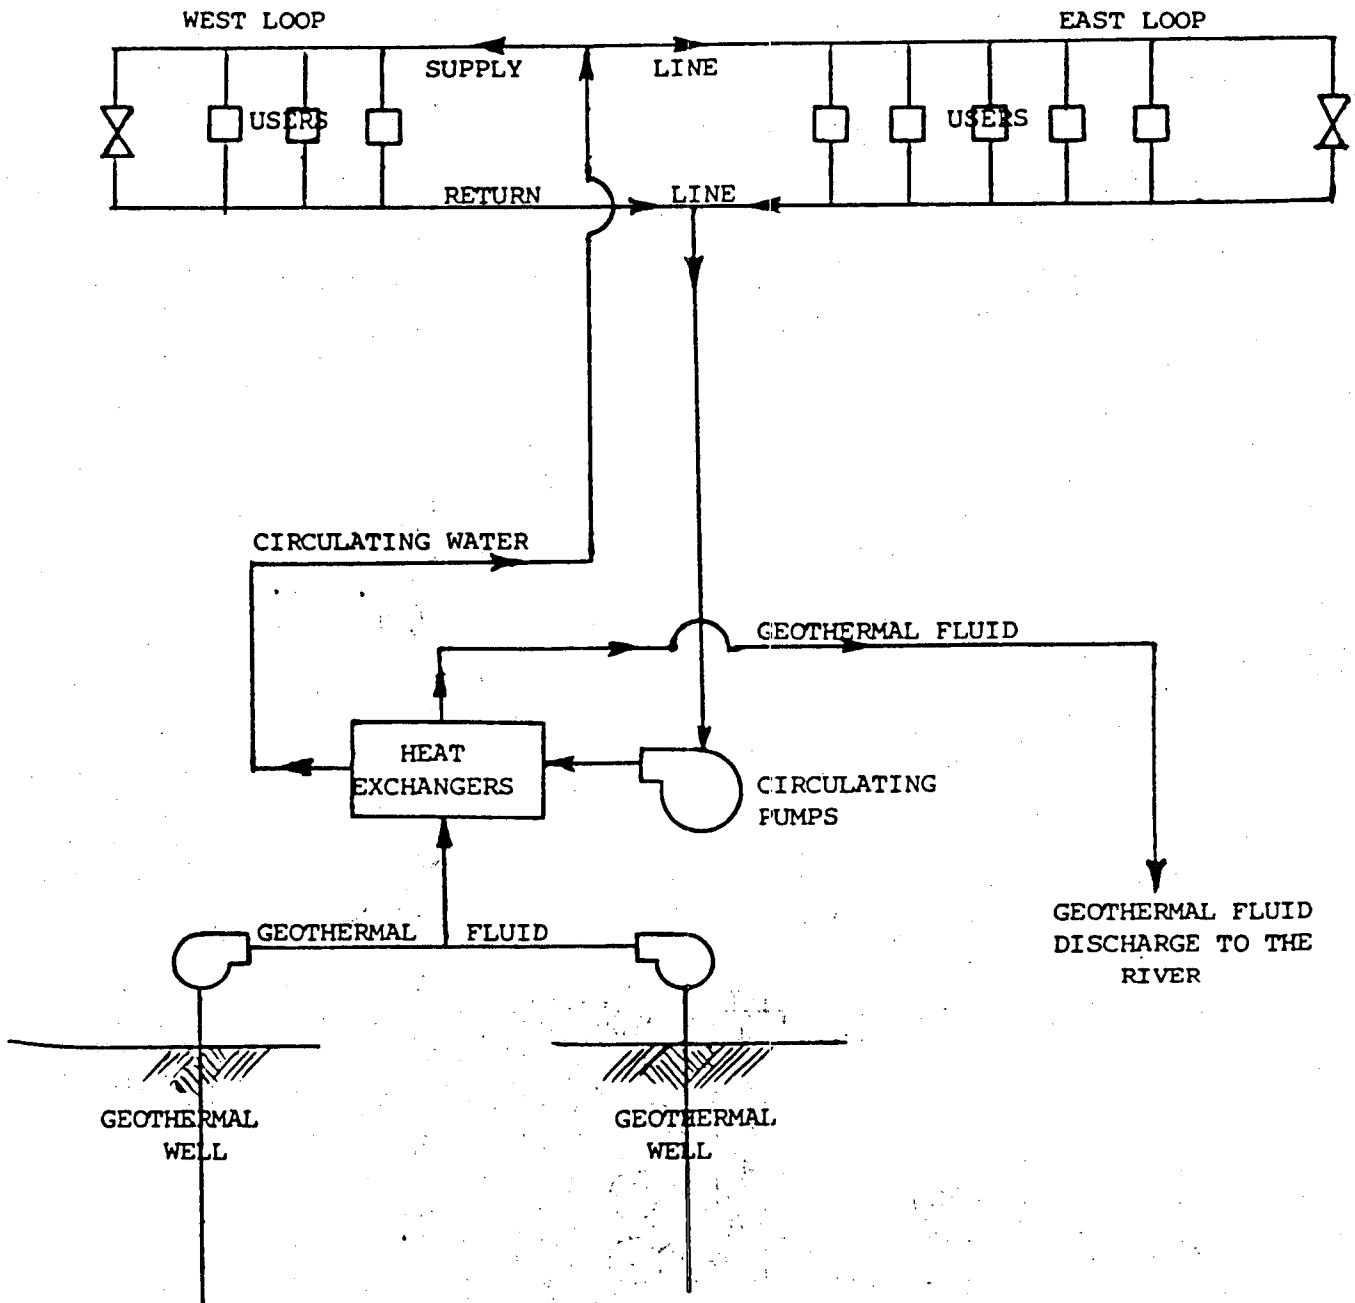 WEST LOOP
EAST LOOP
SUPPLY LINE
USERS
USERS
RETURN LINE
CIRCULATING WATER
GEOTHERMAL FLUID
HEAT
EXCHANGERS
CIRCULATING
PUMPS
GEOTHERMAL FLUID
GEOTHERMAL FLUID
DISCHARGE TO THE
RIVER
GEOTHERMAL
WELL
GEOTHERMAL
WELL